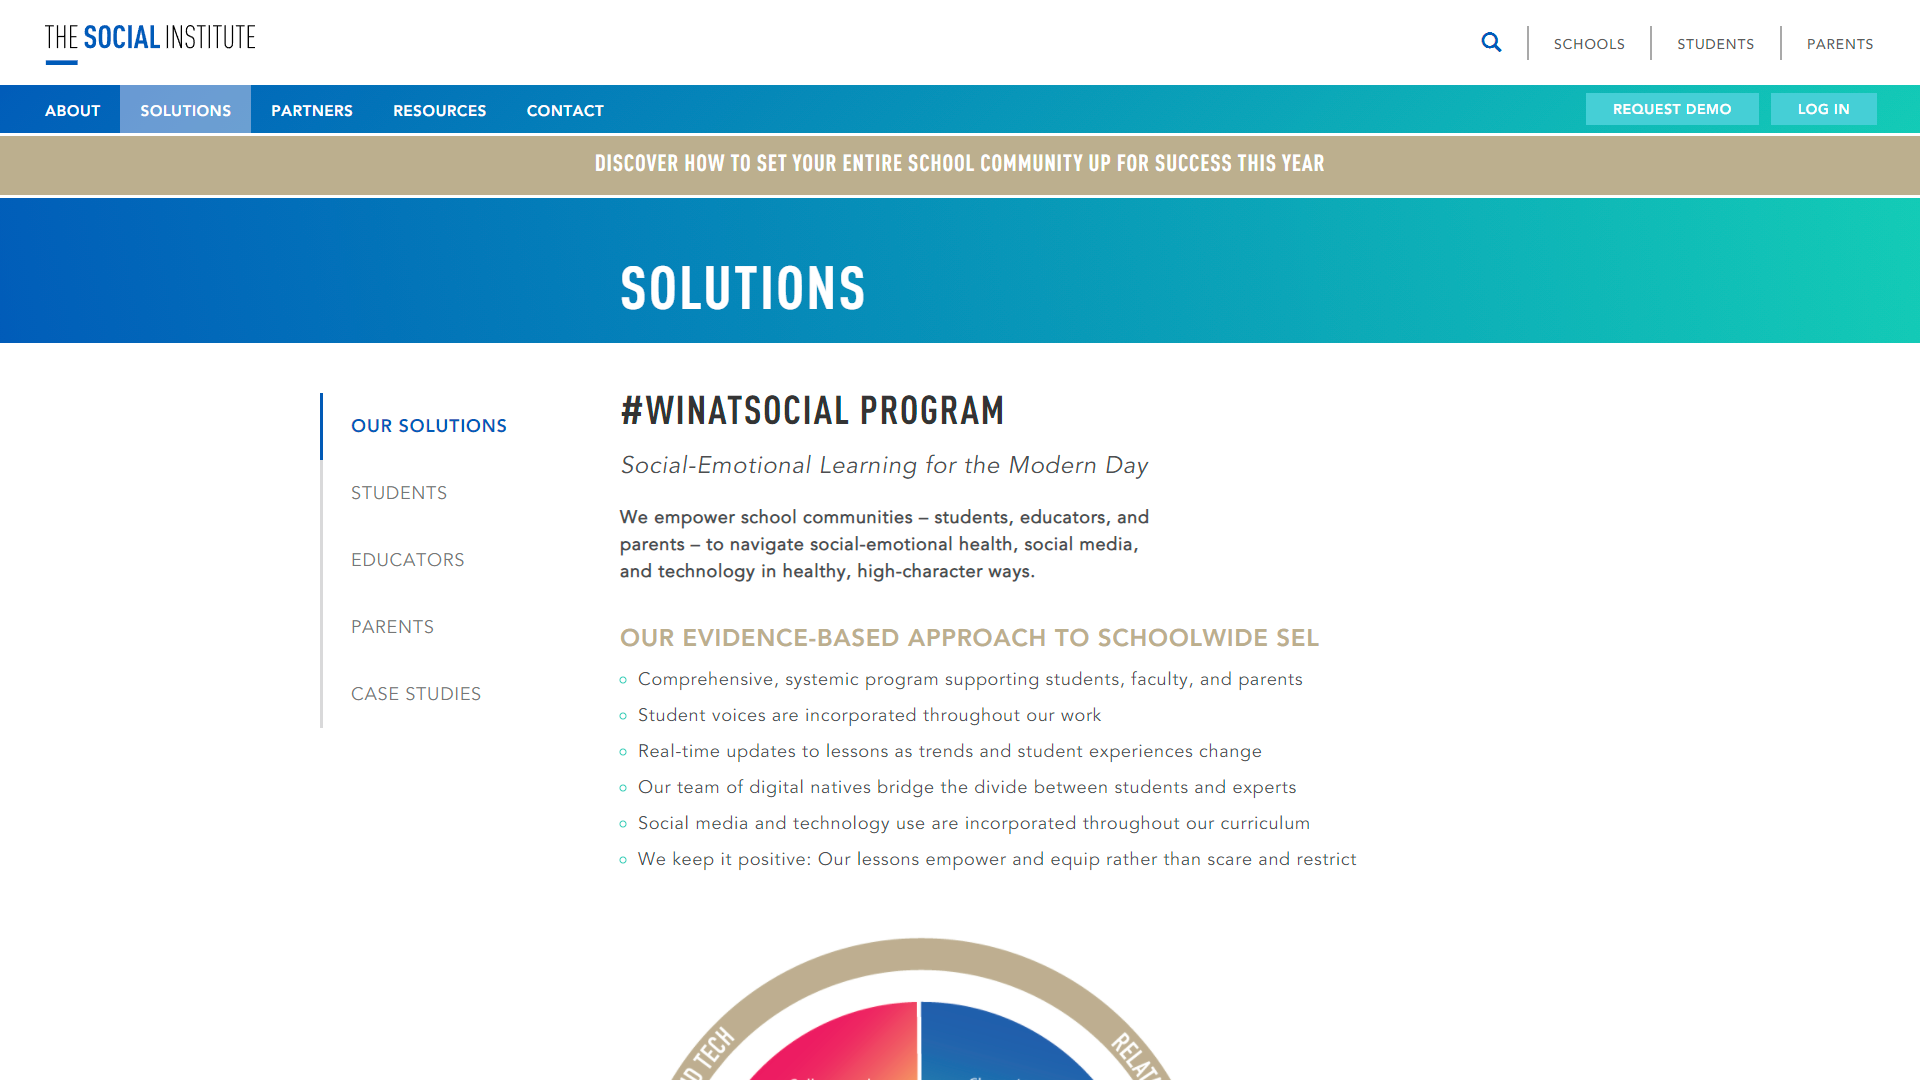 THE SOCIAL INSTITUTE
SCHOOLS
STUDENTS
PARENTS
ABOUT
SOLUTIONS
PARTNERS
RESOURCES
CONTACT
REQUEST DEMO
LOG IN
DISCOVER HOW TO SET YOUR ENTIRE SCHOOL COMMUNITY UP FOR SUCCESS THIS YEAR
SOLUTIONS
OUR SOLUTIONS
STUDENTS
EDUCATORS
PARENTS
CASE STUDIES
#WINATSOCIAL PROGRAM
Social-Emotional Learning for the Modern Day
We empower school communities – students, educators, and
parents – to navigate social-emotional health, social media,
and technology in healthy, high-character ways.
OUR EVIDENCE-BASED APPROACH TO SCHOOLWIDE SEL
Comprehensive, systemic program supporting students, faculty, and parents
Student voices are incorporated throughout our work
Real-time updates to lessons as trends and student experiences change
Our team of digital natives bridge the divide between students and experts
Social media and technology use are incorporated throughout our curriculum
We keep it positive: Our lessons empower and equip rather than scare and restrict
TECH